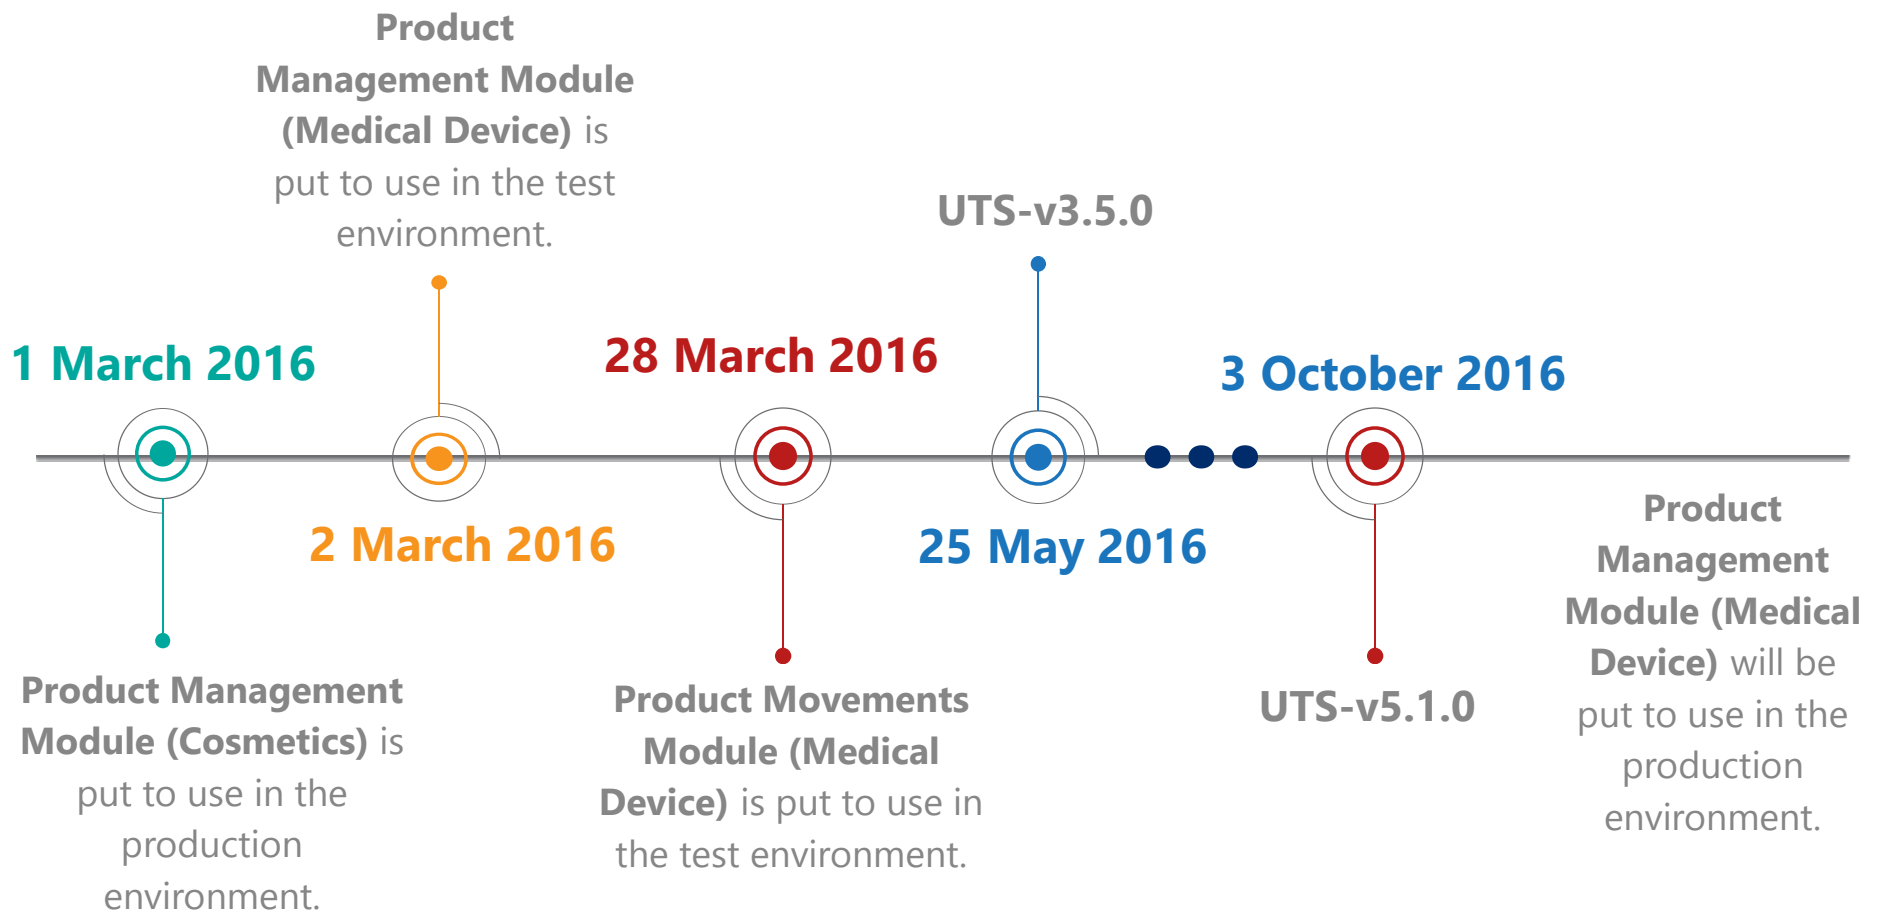 Product
Management Module
(Medical Device) is
put to use in the test
environment.
UTS-v3.5.0
1 March 2016
28 March 2016
3 October 2016
2 March 2016
25 May 2016
Product Management
Module (Cosmetics) is
put to use in the
production
environment.
Product Movements
Module (Medical
Device) is put to use in
the test environment.
UTS-v5.1.0
Product
Management
Module (Medical
Device) will be
put to use in the
production
environment.